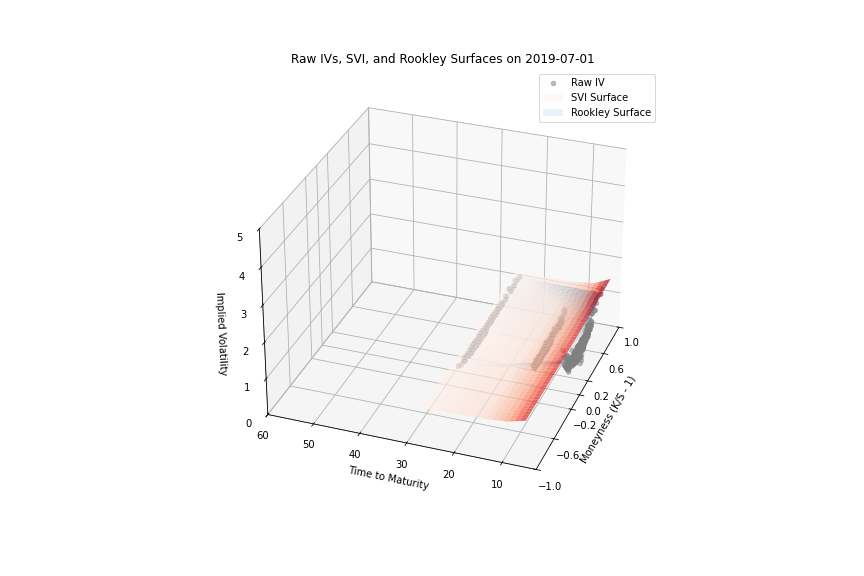 Raw IVs, SVI, and Rookley Surfaces on 2019-07-01
Raw IV
SVI Surface
Rookley Surface
5
4
3
2
1
0
Implied Volatility
60
50
40
30
20
10
Time to Maturity
1.0
0.6
0.2
0.0
−0.2
−0.6
−1.0
Moneyness (K/S - 1)